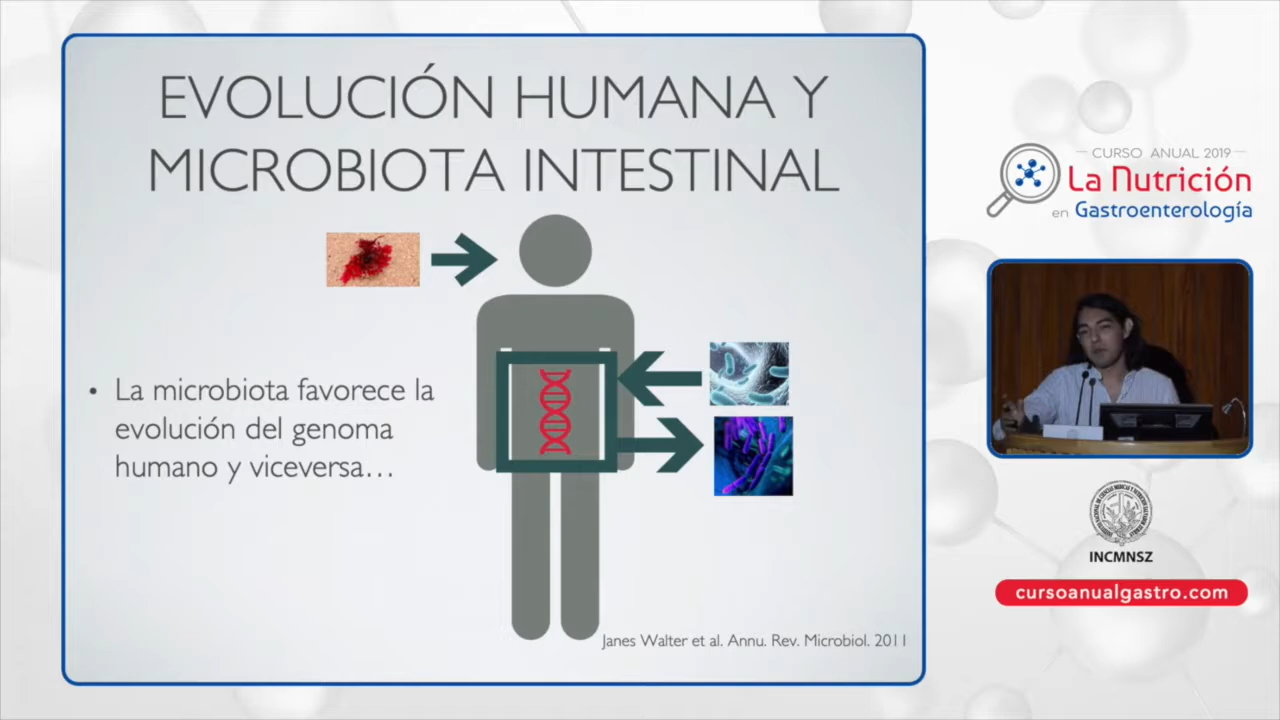 EVOLUCIÓN HUMANA Y
MICROBIOTA INTESTINAL
• La microbiota favorece la
evolución del genoma
humano y viceversa…
Janes Walter et al. Annu. Rev. Microbiol. 2011
CURSO ANUAL 2019
La Nutrición
en Gastroenterología
INCMNSZ
cursoanualgastro.com